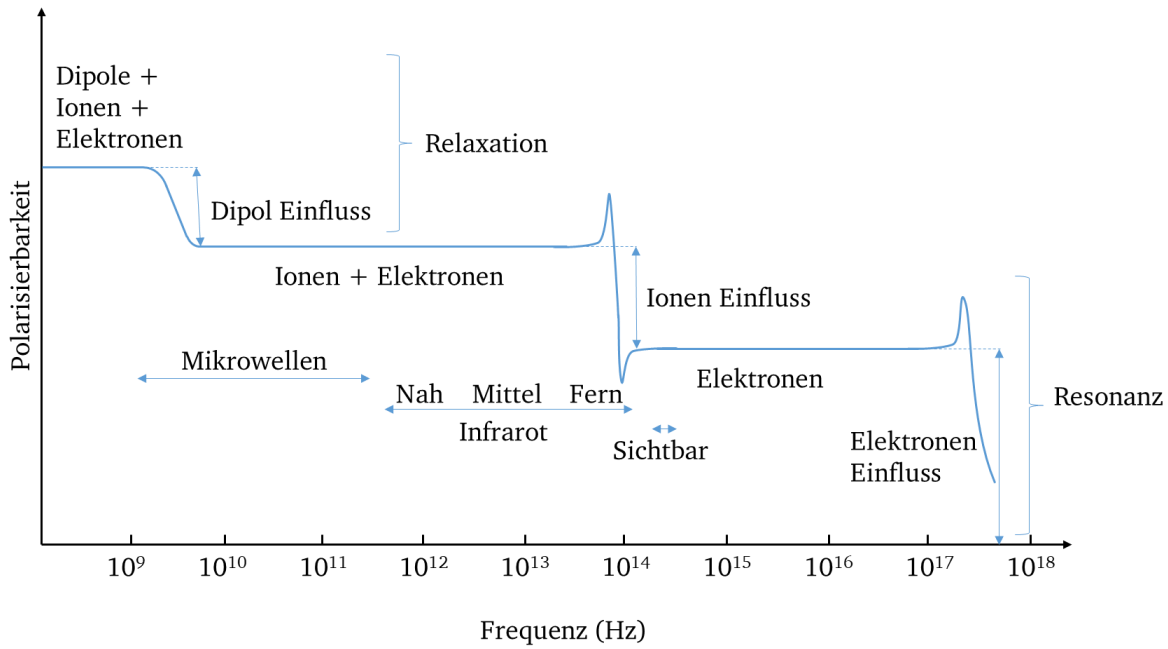 Dipole +
Ionen +
Elektronen
Relaxation
Dipol Einfluss
Ionen + Elektronen
Ionen Einfluss
Polarisierbarkeit
Mikrowellen
Nah Mittel Fern
Infrarot
Sichtbar
Elektronen
Elektronen
Einfluss
Resonanz
10⁹ 10¹⁰ 10¹¹ 10¹² 10¹³ 10¹⁴ 10¹⁵ 10¹⁶ 10¹⁷ 10¹⁸
Frequenz (Hz)